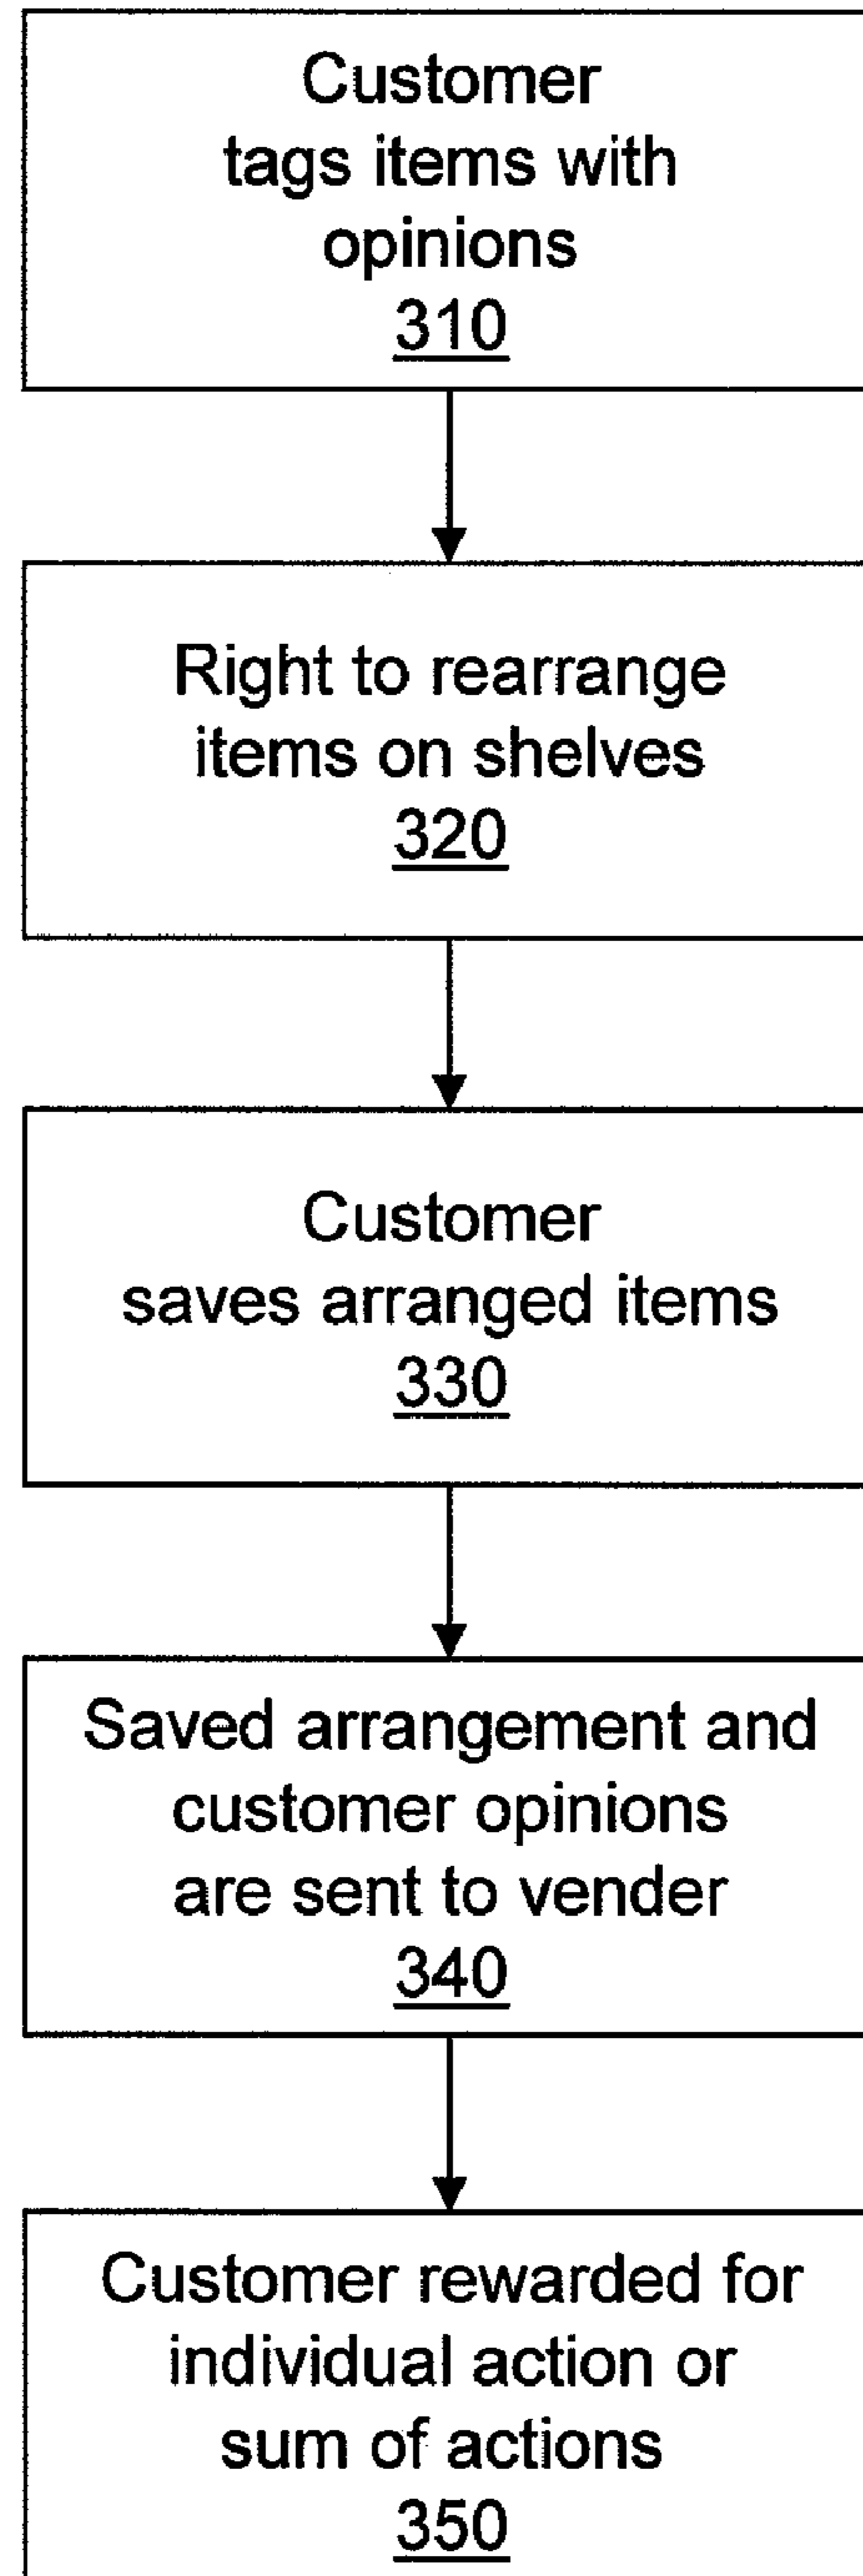 Customer
tags items with
opinions
310
Right to rearrange
items on shelves
320
Customer
saves arranged items
330
Saved arrangement and
customer opinions
are sent to vender
340
Customer rewarded for
individual action or
sum of actions
350